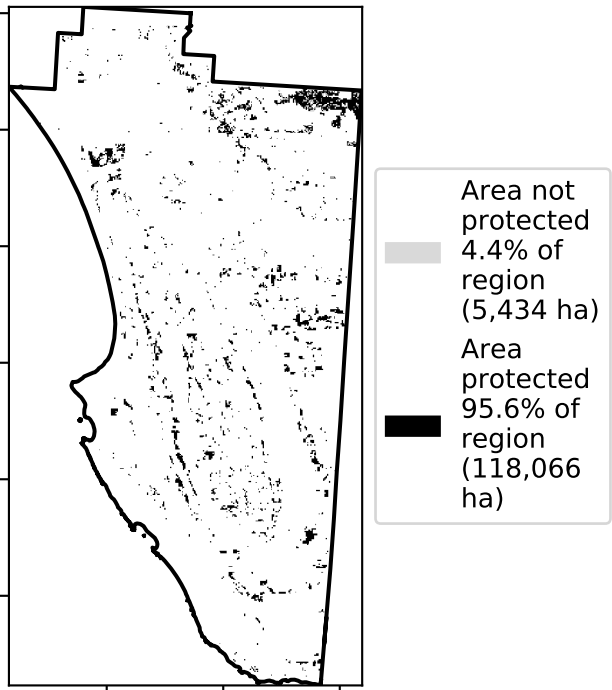 Area not
protected
4.4% of
region
(5,434 ha)
Area
protected
95.6% of
region
(118,066
ha)